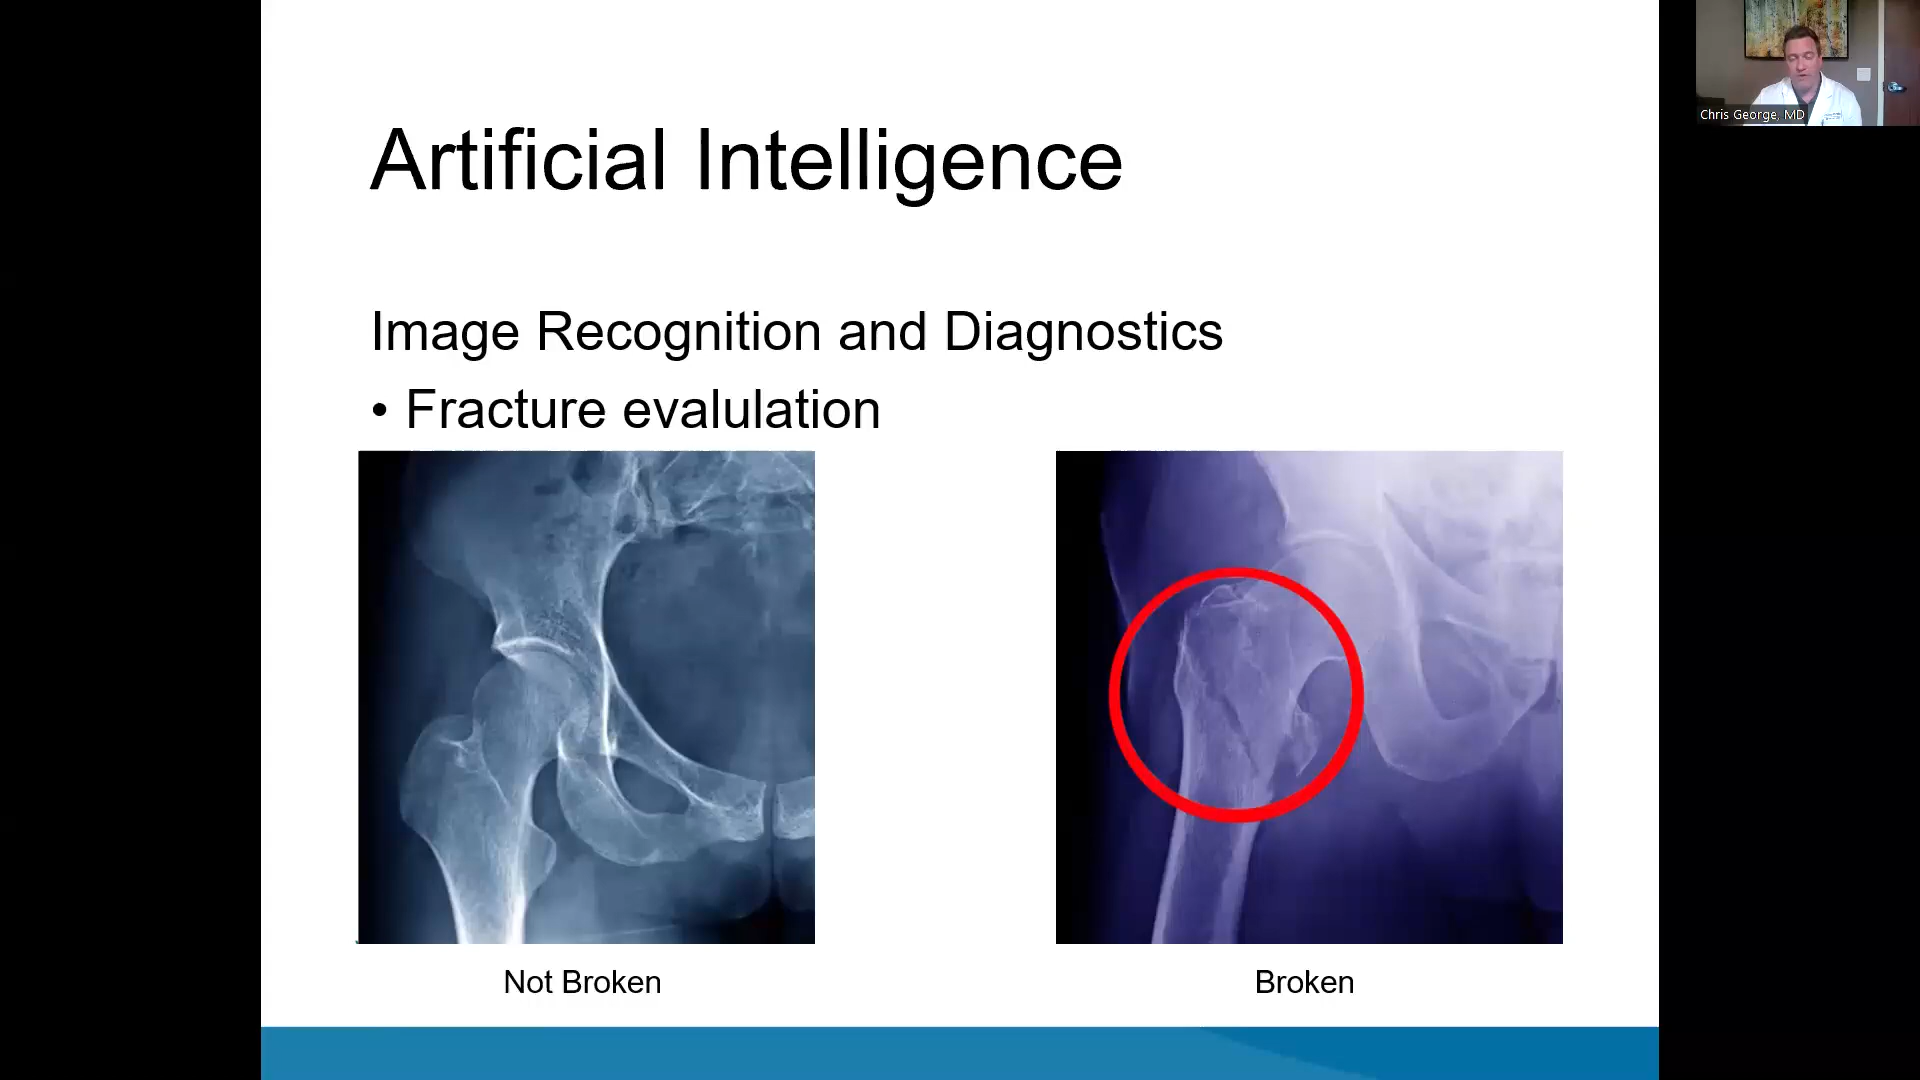 Artificial Intelligence
Image Recognition and Diagnostics
• Fracture evalulation
Not Broken
Broken
Chris George, MD